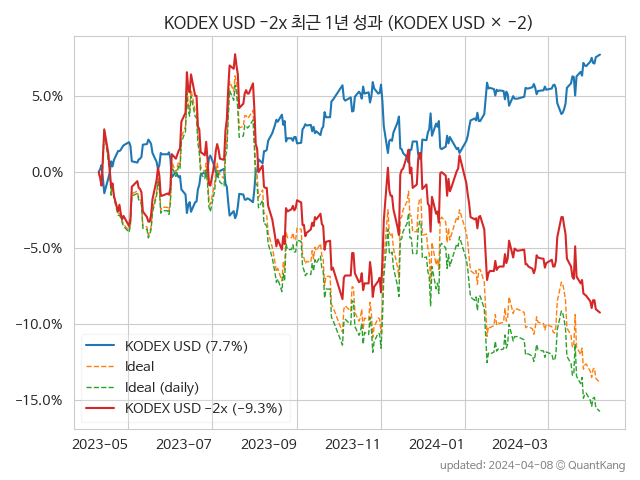 KODEX USD −2x 최근 1년 성과 (KODEX USD × −2)
5.0%
0.0%
−5.0%
−10.0%
−15.0%
KODEX USD (7.7%)
Ideal
Ideal (daily)
KODEX USD −2x (−9.3%)
2023−05 2023−07 2023−09 2023−11 2024−01 2024−03
updated: 2024−04−08 © QuantKang